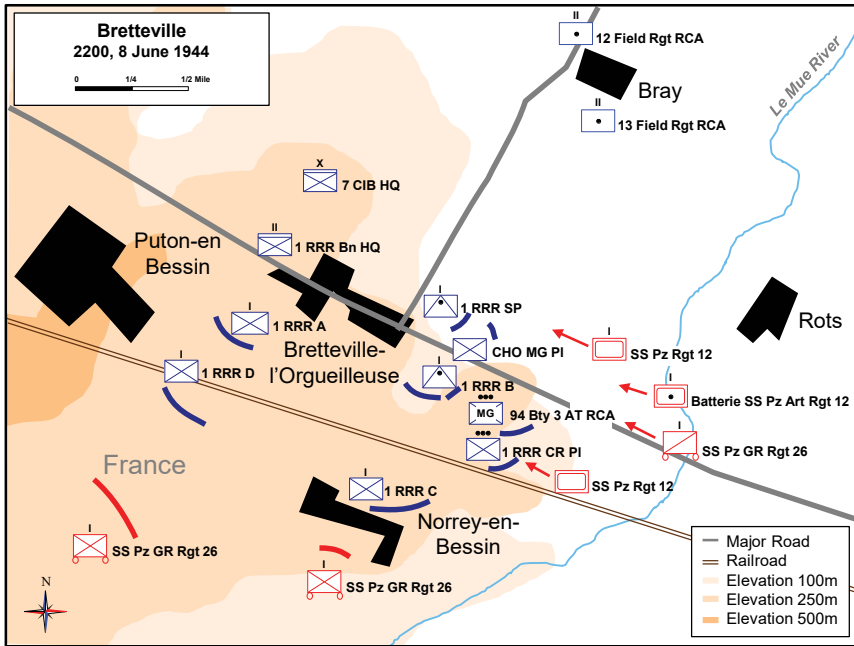 Bretteville
2200, 8 June 1944
0 1/4 1/2 Mile
II
12 Field Rgt RCA
Bray
II
13 Field Rgt RCA
Le Mue River
X
7 CIB HQ
II
1 RRR Bn HQ
Puton-en
Bessin
I
1 RRR A
Bretteville-
l'Orgueilleuse
I
1 RRR SP
CHO MG Pl
I
SS Pz Rgt 12
Rots
I
1 RRR D
I
1 RRR B
I
Batterie SS Pz Art Rgt 12
MG
94 Bty 3 AT RCA
I
SS Pz GR Rgt 26
1 RRR CR Pl
SS Pz Rgt 12
France
I
1 RRR C
Norrey-en-
Bessin
I
SS Pz GR Rgt 26
I
SS Pz GR Rgt 26
N
Major Road
Railroad
Elevation 100m
Elevation 250m
Elevation 500m